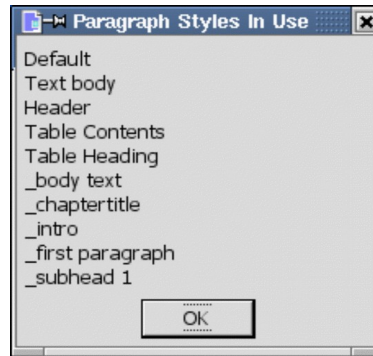 Paragraph Styles In Use
Default
Text body
Header
Table Contents
Table Heading
_body text
_chaptertitle
_intro
_first paragraph
_subhead 1
OK